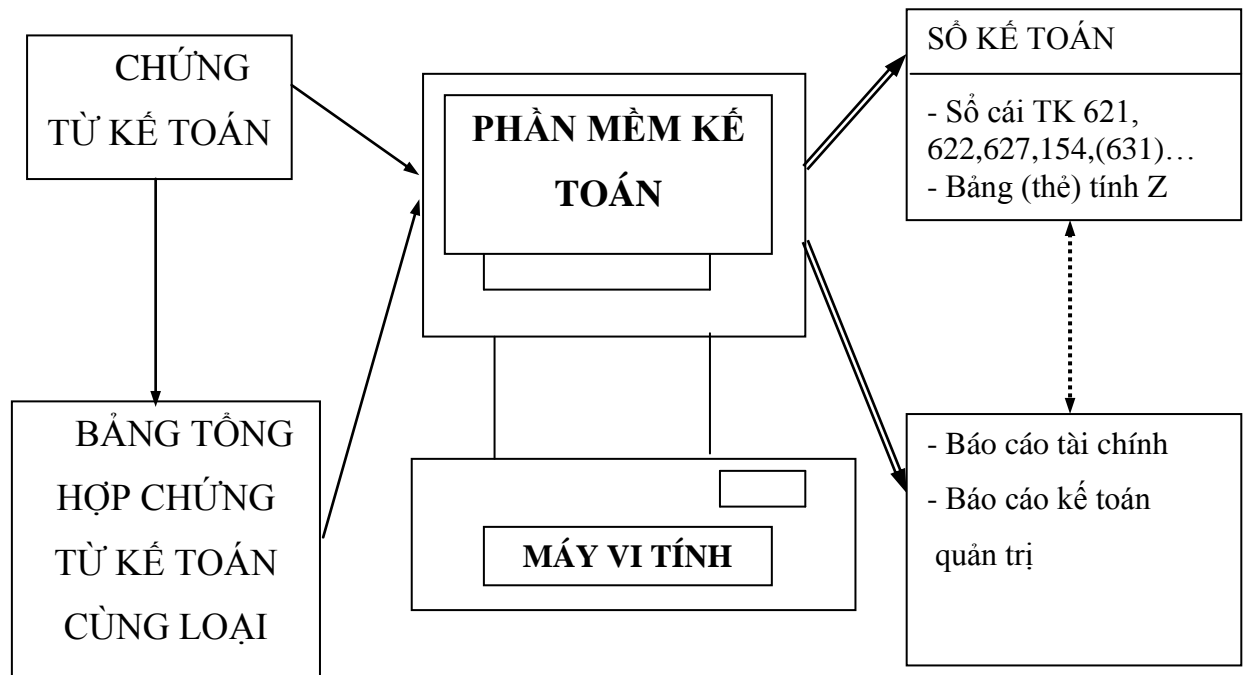 CHỨNG
TỪ KẾ TOÁN
BẢNG TỔNG
HỢP CHỨNG
TỪ KẾ TOÁN
CÙNG LOẠI
PHẦN MỀM KẾ
TOÁN
MÁY VI TÍNH
SỔ KẾ TOÁN
- Sổ cái TK 621,
622,627,154,(631)…
- Bảng (thẻ) tính Z
- Báo cáo tài chính
- Báo cáo kế toán
quản trị